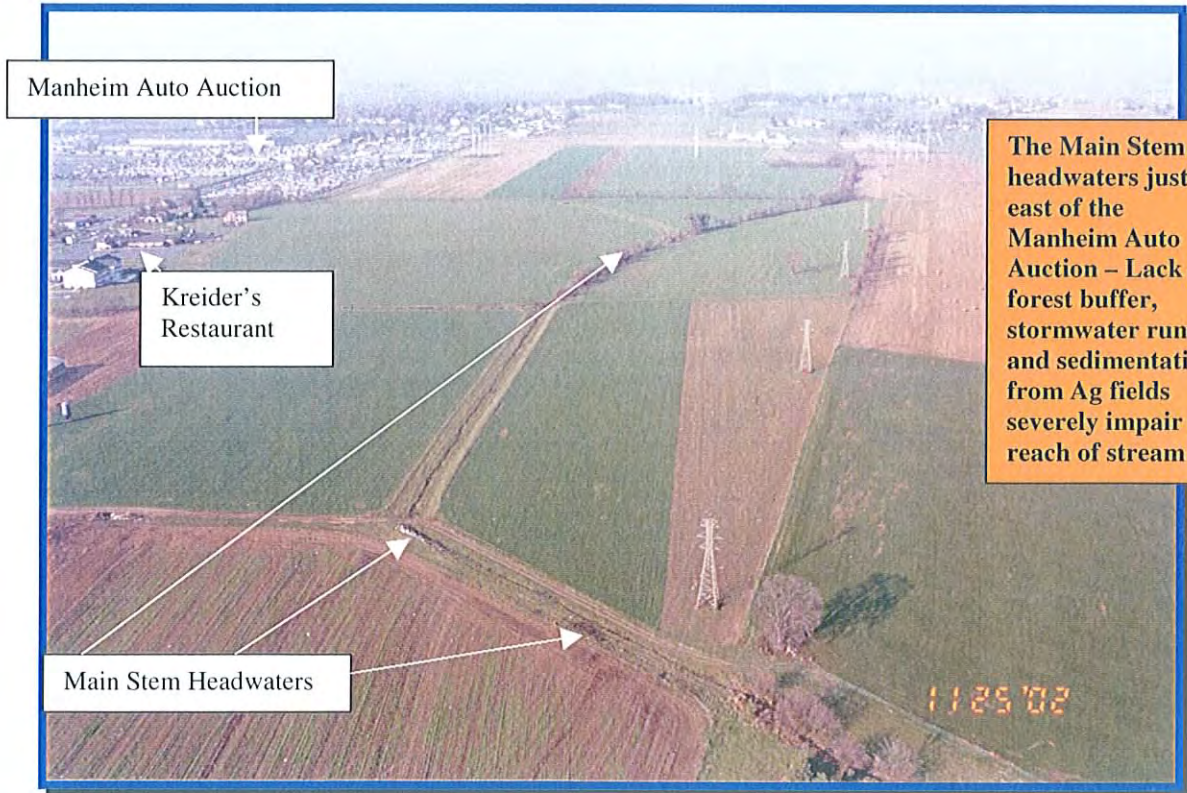 Manheim Auto Auction
The Main Stem
headwaters just
east of the
Manheim Auto
Auction – Lack
forest buffer,
stormwater run
and sedimentati
from Ag fields
severely impair
reach of stream
Kreider's
Restaurant
Main Stem Headwaters
11 25 '02